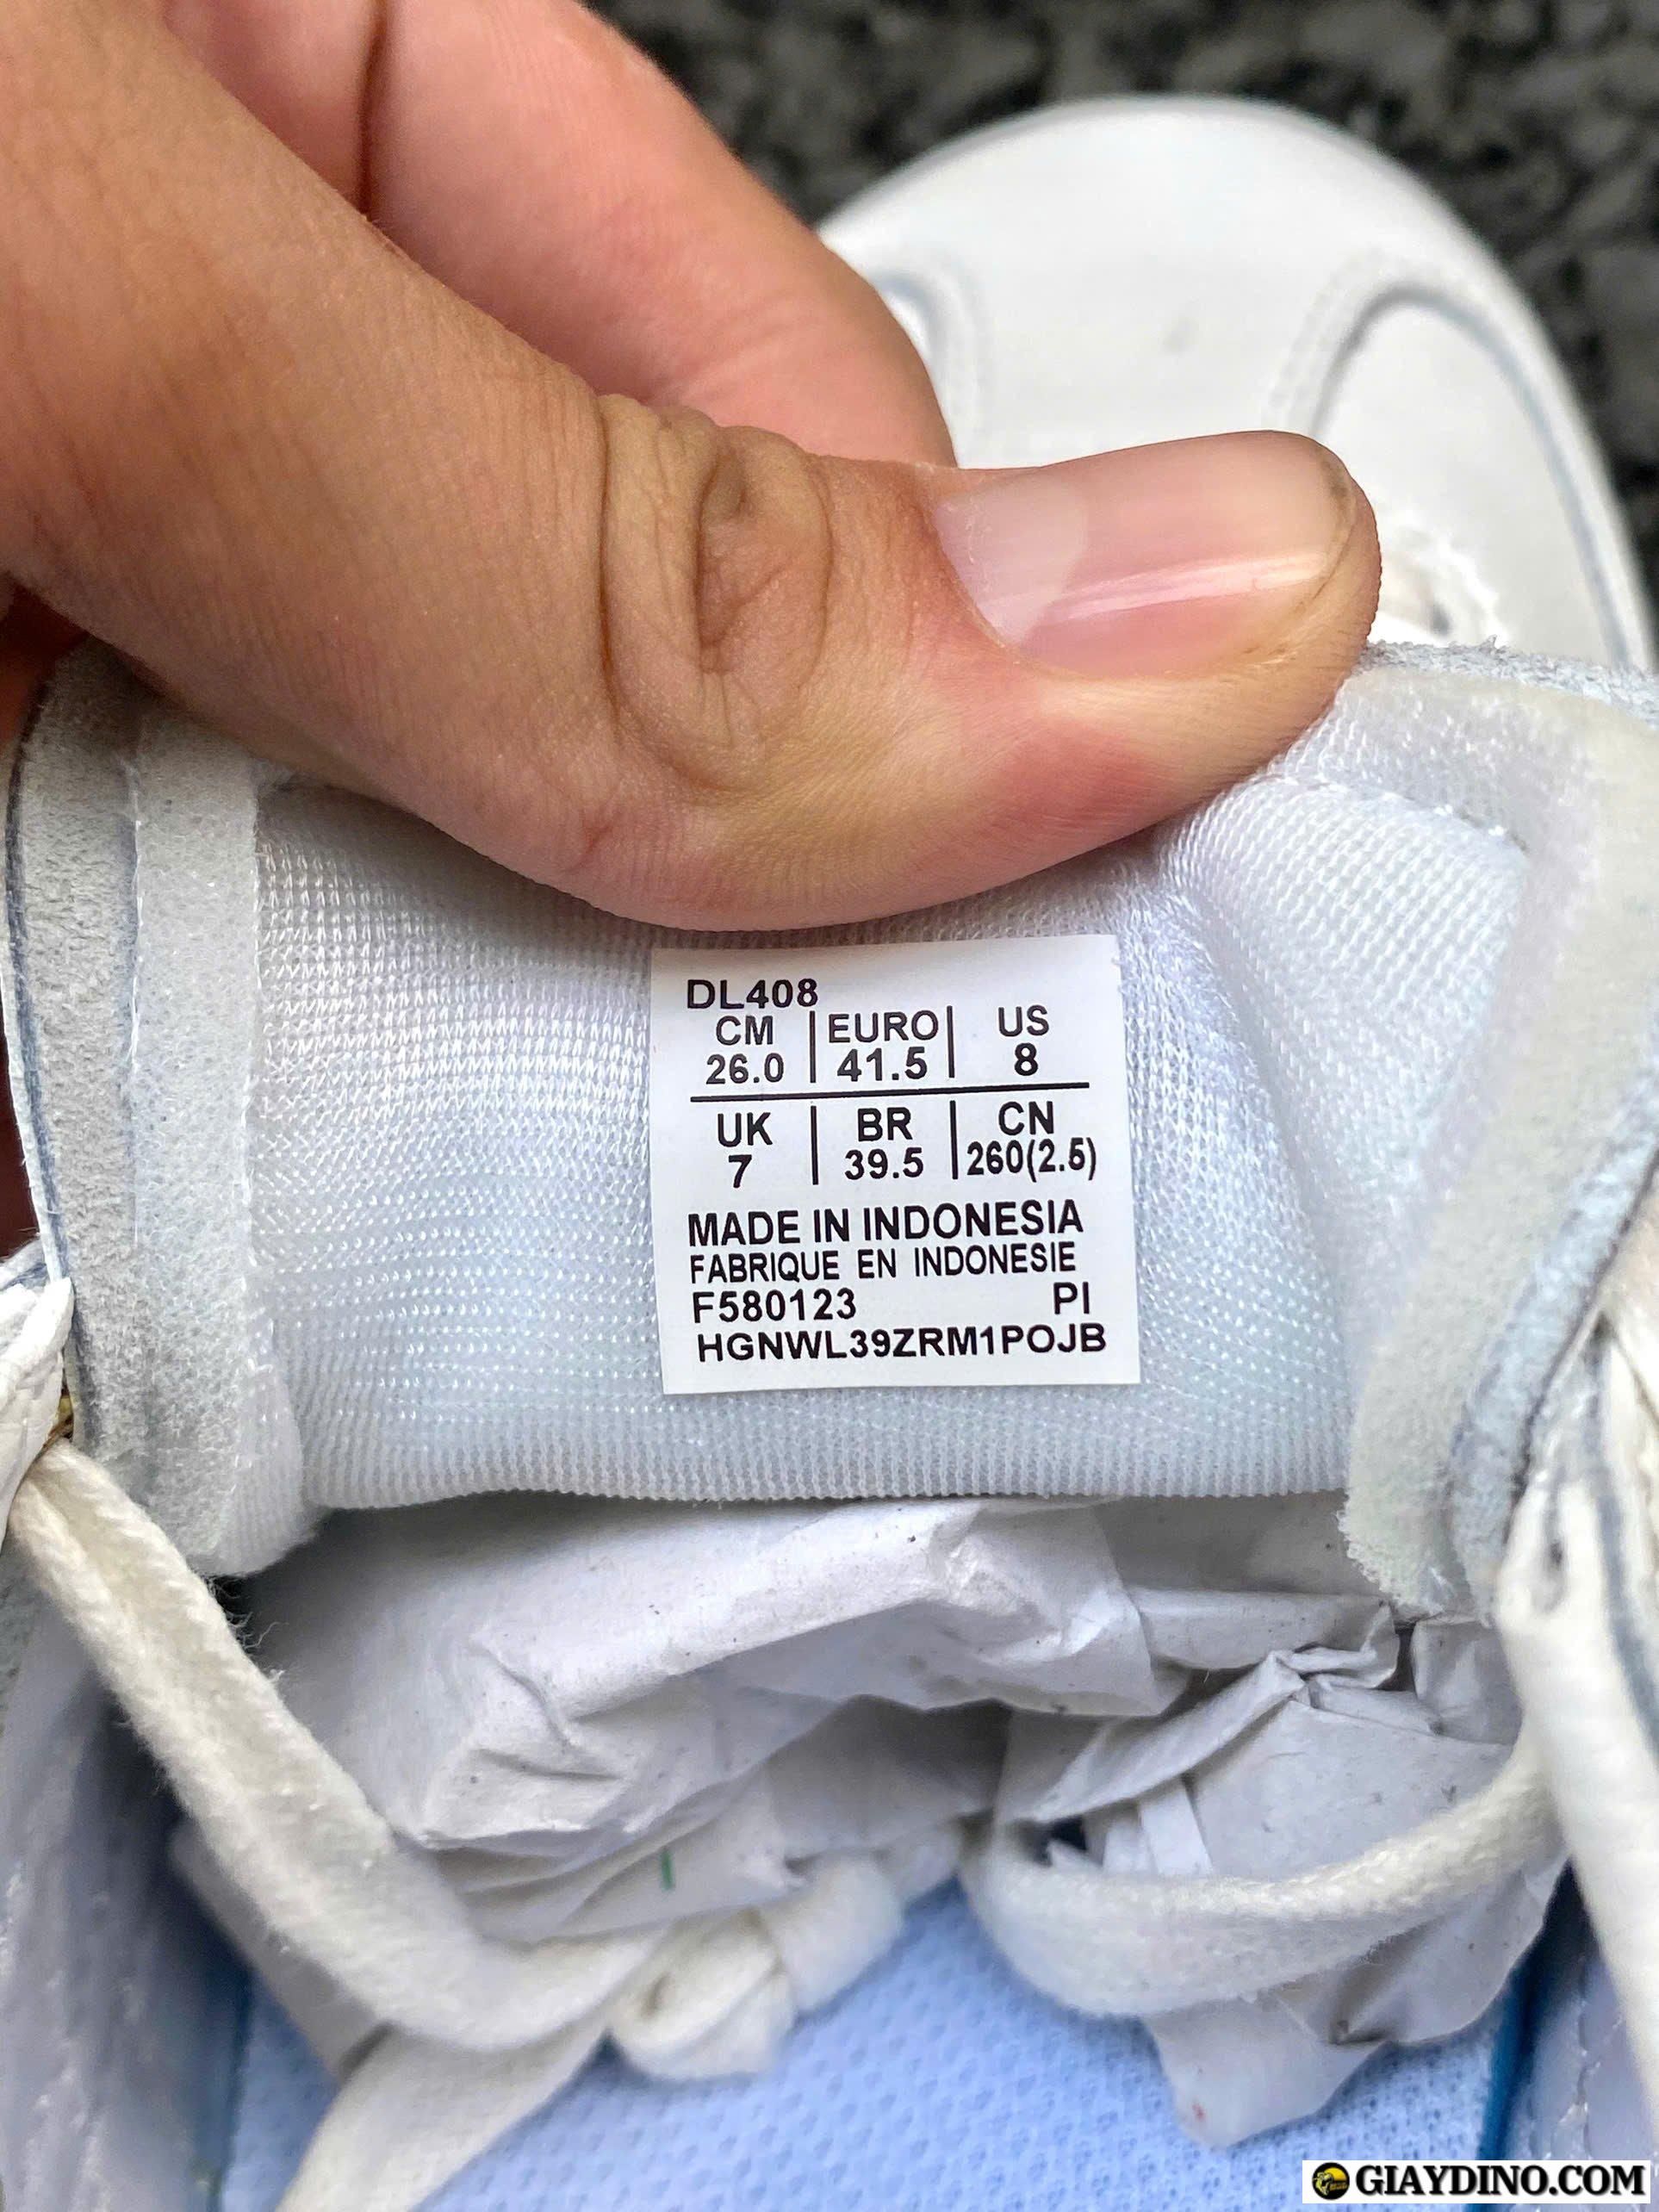 DL408
CM EURO US
26.0 41.5 8
UK BR CN
7 39.5 260(2.5)
MADE IN INDONESIA
FABRIQUE EN INDONESIE
F580123 PI
HGNWL39ZRM1POJB
GIAYDINO.COM